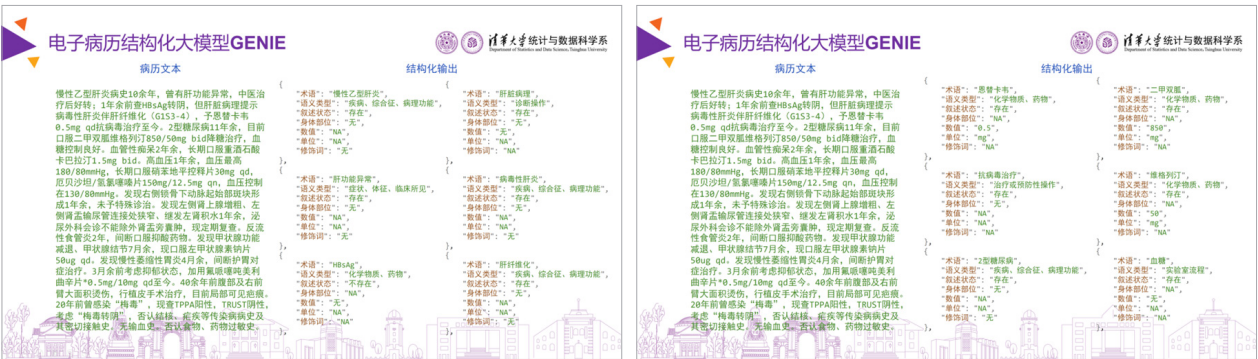 电子病历结构化大模型GENIE
清华大学统计与数据科学系
Department of Statistics and Data Science, Tsinghua University
病历文本
结构化输出
慢性乙型肝炎病史10余年，曾有肝功能异常，中医治
疗后好转；1年余前查HBsAg转阴，但肝脏病理提示
病毒性肝炎伴肝纤维化（G1S3-4），予恩替卡韦
0.5mg qd抗病毒治疗至今。2型糖尿病11年余，目前
口服二甲双胍维格列汀850/50mg bid降糖治疗，血
糖控制良好。血管性痴呆2年余，长期口服重酒石酸
卡巴拉汀1.5mg bid。高血压1年余，血压最高
180/80mmHg，长期口服硝苯地平控释片30mg qd，
厄贝沙坦/氢氯噻嗪片150mg/12.5mg qn，血压控制
在130/80mmHg。发现右侧锁骨下动脉起始部斑块形
成1年余，未予特殊诊治。发现左侧肾上腺增粗、左
侧肾盂输尿管连接处狭窄、继发左肾积水1年余，泌
尿外科会诊不能除外肾盂旁囊肿，现定期复查。反流
性食管炎2年，间断口服抑酸药物。发现甲状腺功能
减退、甲状腺结节7月余，现口服左甲状腺素钠片
50ug qd。发现慢性萎缩性胃炎4月余，间断护胃对
症治疗。3月余前考虑抑郁状态，加用氟哌噻吨美利
曲辛片*0.5mg/10mg qd至今。40余年前腹部及右前
臂大面积烫伤，行植皮手术治疗，目前局部可见疤痕。
20年前曾感染“梅毒”，现查TPPA阳性，TRUST阴性，
考虑“梅毒转阴”，否认结核、疟疾等传染病病史及
其密切接触史，无输血史，否认食物、药物过敏史。
{
"术语": "慢性乙型肝炎",
"语义类型": "疾病、综合征、病理功能",
"叙述状态": "存在",
"身体部位": "无",
"数值": "NA",
"单位": "NA",
"修饰词": "无"
},
{
"术语": "肝功能异常",
"语义类型": "症状、体征、临床所见",
"叙述状态": "存在",
"身体部位": "无",
"数值": "NA",
"单位": "NA",
"修饰词": "无"
},
{
"术语": "HBsAg",
"语义类型": "化学物质、药物",
"叙述状态": "不存在",
"身体部位": "NA",
"数值": "无",
"单位": "无",
"修饰词": "NA"
},
{
"术语": "肝脏病理",
"语义类型": "诊断操作",
"叙述状态": "存在",
"身体部位": "NA",
"数值": "无",
"单位": "无",
"修饰词": "NA"
},
{
"术语": "病毒性肝炎",
"语义类型": "疾病、综合征、病理功能",
"叙述状态": "存在",
"身体部位": "无",
"数值": "NA",
"单位": "NA",
"修饰词": "无"
},
{
"术语": "肝纤维化",
"语义类型": "疾病、综合征、病理功能",
"叙述状态": "存在",
"身体部位": "无",
"数值": "NA",
"单位": "NA",
"修饰词": "无"
},
电子病历结构化大模型GENIE
清华大学统计与数据科学系
Department of Statistics and Data Science, Tsinghua University
病历文本
结构化输出
慢性乙型肝炎病史10余年，曾有肝功能异常，中医治
疗后好转；1年余前查HBsAg转阴，但肝脏病理提示
病毒性肝炎伴肝纤维化（G1S3-4），予恩替卡韦
0.5mg qd抗病毒治疗至今。2型糖尿病11年余，目前
口服二甲双胍维格列汀850/50mg bid降糖治疗，血
糖控制良好。血管性痴呆2年余，长期口服重酒石酸
卡巴拉汀1.5mg bid。高血压1年余，血压最高
180/80mmHg，长期口服硝苯地平控释片30mg qd，
厄贝沙坦/氢氯噻嗪片150mg/12.5mg qn，血压控制
在130/80mmHg。发现右侧锁骨下动脉起始部斑块形
成1年余，未予特殊诊治。发现左侧肾上腺增粗、左
侧肾盂输尿管连接处狭窄、继发左肾积水1年余，泌
尿外科会诊不能除外肾盂旁囊肿，现定期复查。反流
性食管炎2年，间断口服抑酸药物。发现甲状腺功能
减退、甲状腺结节7月余，现口服左甲状腺素钠片
50ug qd。发现慢性萎缩性胃炎4月余，间断护胃对
症治疗。3月余前考虑抑郁状态，加用氟哌噻吨美利
曲辛片*0.5mg/10mg qd至今。40余年前腹部及右前
臂大面积烫伤，行植皮手术治疗，目前局部可见疤痕。
20年前曾感染“梅毒”，现查TPPA阳性，TRUST阴性，
考虑“梅毒转阴”，否认结核、疟疾等传染病病史及
其密切接触史，无输血史，否认食物、药物过敏史。
{
"术语": "恩替卡韦",
"语义类型": "化学物质、药物",
"叙述状态": "存在",
"身体部位": "NA",
"数值": "0.5",
"单位": "mg",
"修饰词": "NA"
},
{
"术语": "抗病毒治疗",
"语义类型": "治疗或预防性操作",
"叙述状态": "存在",
"身体部位": "无",
"数值": "NA",
"单位": "NA",
"修饰词": "NA"
},
{
"术语": "2型糖尿病",
"语义类型": "疾病、综合征、病理功能",
"叙述状态": "存在",
"身体部位": "无",
"数值": "NA",
"单位": "NA",
"修饰词": "无"
},
{
"术语": "二甲双胍",
"语义类型": "化学物质、药物",
"叙述状态": "存在",
"身体部位": "NA",
"数值": "850",
"单位": "mg",
"修饰词": "NA"
},
{
"术语": "维格列汀",
"语义类型": "化学物质、药物",
"叙述状态": "存在",
"身体部位": "NA",
"数值": "50",
"单位": "mg",
"修饰词": "NA"
},
{
"术语": "血糖",
"语义类型": "实验室流程",
"叙述状态": "存在",
"身体部位": "NA",
"数值": "无",
"单位": "无",
"修饰词": "NA"
},